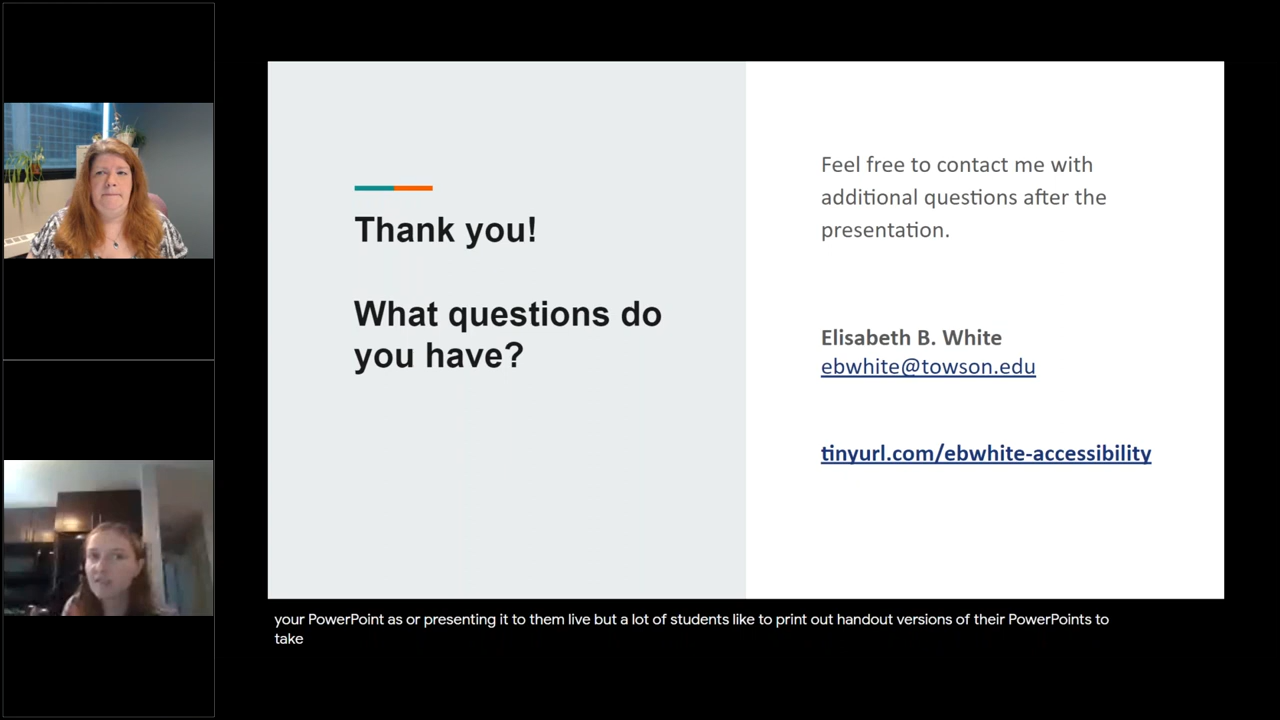 Thank you!
What questions do
you have?
Feel free to contact me with
additional questions after the
presentation.
Elisabeth B. White
ebwhite@towson.edu
tinyurl.com/ebwhite-accessibility
your PowerPoint as or presenting it to them live but a lot of students like to print out handout versions of their PowerPoints to
take